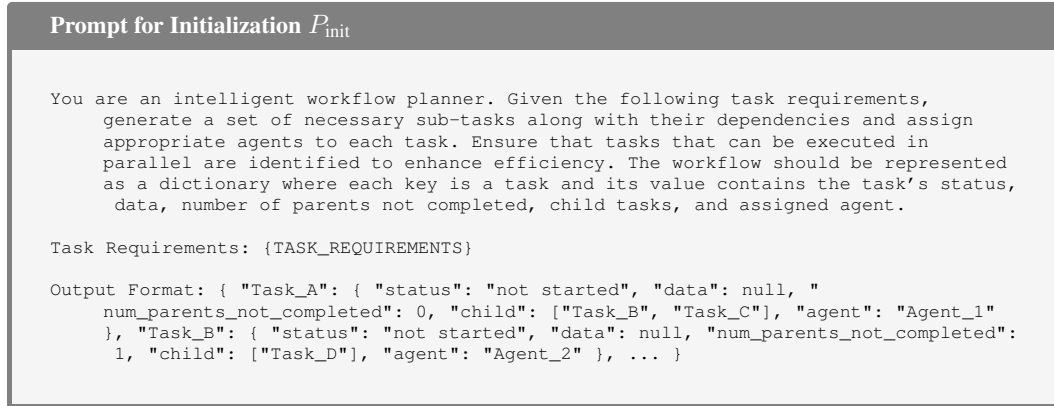 Prompt for Initialization P_init
You are an intelligent workflow planner. Given the following task requirements,
generate a set of necessary sub-tasks along with their dependencies and assign
appropriate agents to each task. Ensure that tasks that can be executed in
parallel are identified to enhance efficiency. The workflow should be represented
as a dictionary where each key is a task and its value contains the task's status,
data, number of parents not completed, child tasks, and assigned agent.
Task Requirements: {TASK_REQUIREMENTS}
Output Format: { "Task_A": { "status": "not started", "data": null, "
num_parents_not_completed": 0, "child": ["Task_B", "Task_C"], "agent": "Agent_1"
}, "Task_B": { "status": "not started", "data": null, "num_parents_not_completed":
1, "child": ["Task_D"], "agent": "Agent_2" }, ... }